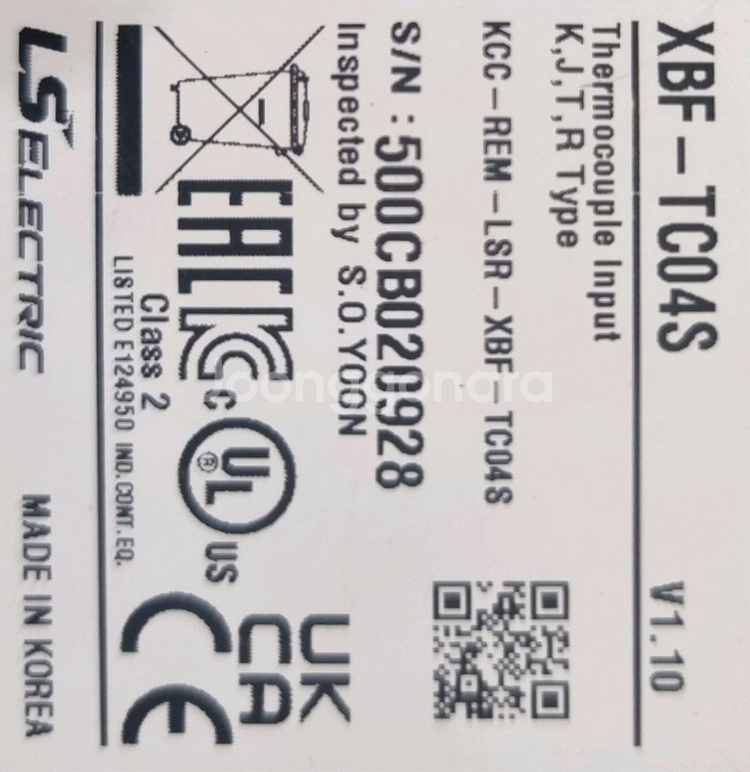 XBF-TC04S V1.10
Thermocouple Input
K,J,T,R Type
KCC-REM-LSR-XBF-TC04S
S/N : 500CB020928
Inspected by S.O.YOON
joonggonara
UK
CA
EAC
C UL US
®
CE
Class 2
LISTED E124950 IND.CONT.EQ.
LS ELECTRIC MADE IN KOREA